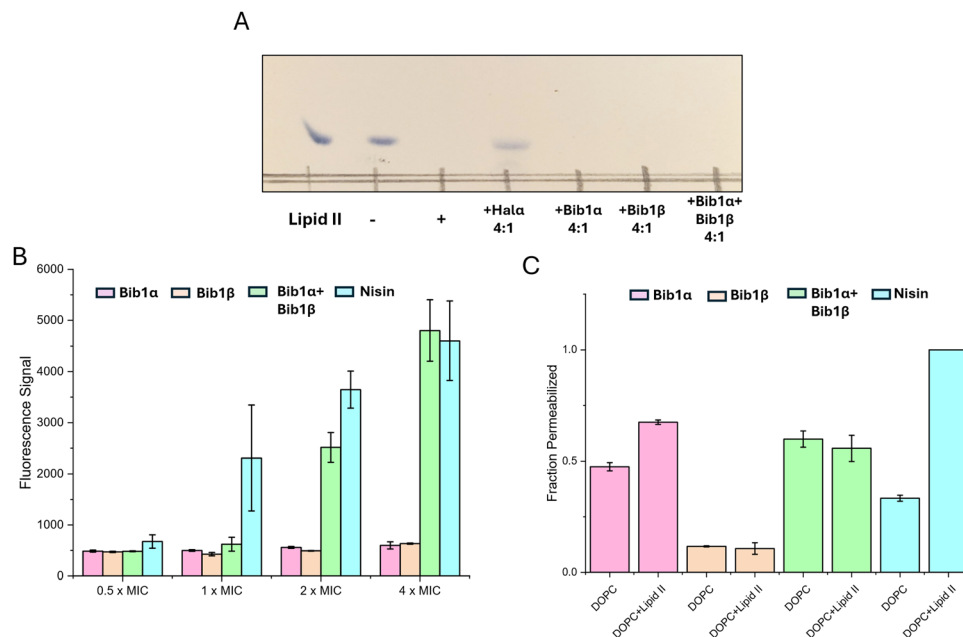 A
Lipid II
-
+
+Halα
4:1
+Bib1α
4:1
+Bib1β
4:1
+Bib1α+
Bib1β
4:1
B
6000
5000
4000
3000
2000
1000
0
Fluorescence Signal
Bib1α
Bib1β
Bib1α+
Bib1β
Nisin
0.5 x MIC
1 x MIC
2 x MIC
4 x MIC
C
Bib1α
Bib1β
Bib1α+
Bib1β
Nisin
1.0
0.5
0.0
Fraction Permeabilized
DOPC
DOPC+Lipid II
DOPC
DOPC+Lipid II
DOPC
DOPC+Lipid II
DOPC
DOPC+Lipid II